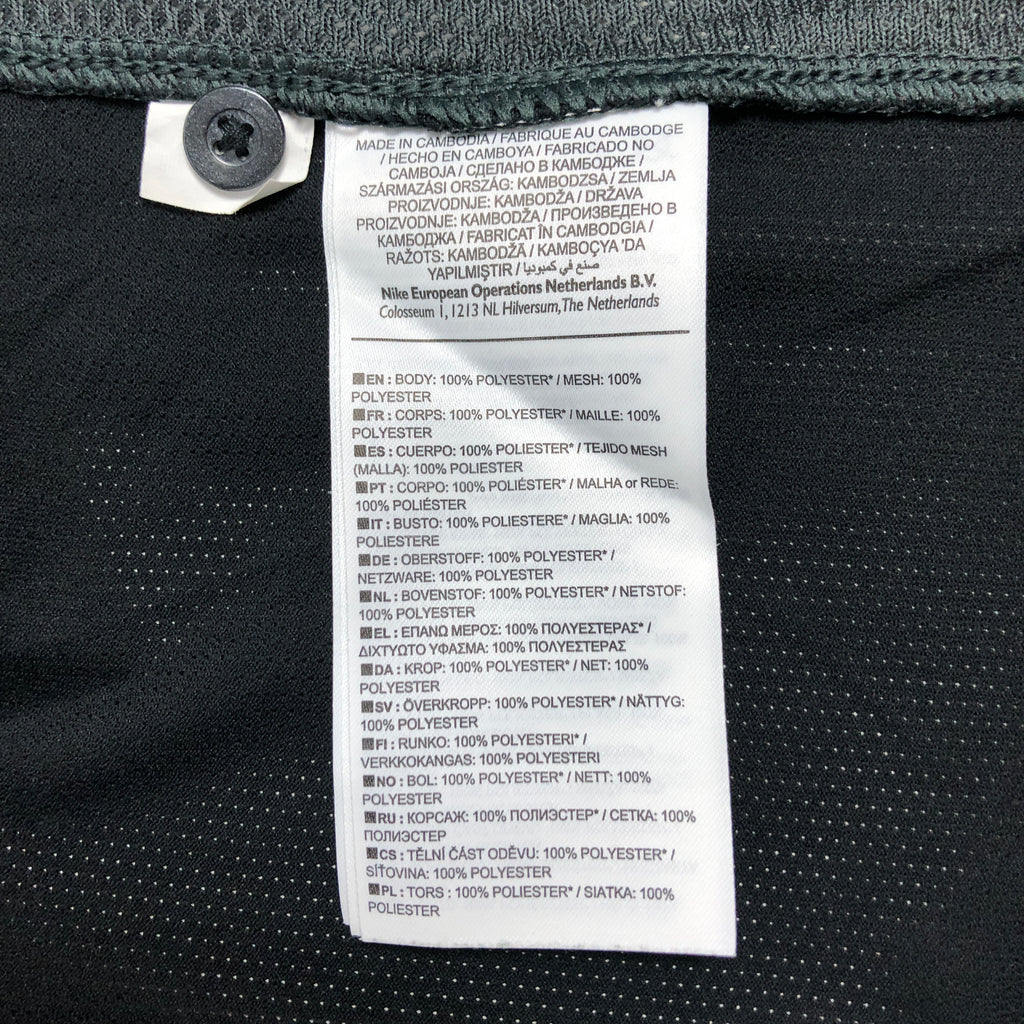 MADE IN CAMBODIA / FABRIQUE AU CAMBODGE
/ HECHO EN CAMBOYA / FABRICADO NO
CAMBOJA / СДЕЛАНО В КАМБОДЖЕ /
SZÁRMAZÁSI ORSZÁG: KAMBODZSA / ZEMLJA
PROIZVODNJE: KAMBODŽA / DRŽAVA
PROIZVODNJE: KAMBODŽA / ПРОИЗВЕДЕНО В
КАМБОДЖА / FABRICAT ÎN CAMBODGIA /
RAŽOTS: KAMBODŽĀ / KAMBOÇYA 'DA
YAPILMIŞTIR / صنع في كمبوديا
Nike European Operations Netherlands B.V.
Colosseum 1, 1213 NL Hilversum, The Netherlands
EN : BODY: 100% POLYESTER* / MESH: 100%
POLYESTER
FR : CORPS: 100% POLYESTER* / MAILLE: 100%
POLYESTER
ES : CUERPO: 100% POLIESTER* / TEJIDO MESH
(MALLA): 100% POLIESTER
PT : CORPO: 100% POLIÉSTER* / MALHA or REDE:
100% POLIÉSTER
IT : BUSTO: 100% POLIESTERE* / MAGLIA: 100%
POLIESTERE
DE : OBERSTOFF: 100% POLYESTER* /
NETZWARE: 100% POLYESTER
NL : BOVENSTOF: 100% POLYESTER* / NETSTOF:
100% POLYESTER
EL : ΕΠΑΝΩ ΜΕΡΟΣ: 100% ΠΟΛΥΕΣΤΕΡΑΣ* /
ΔΙΧΤΥΩΤΟ ΥΦΑΣΜΑ: 100% ΠΟΛΥΕΣΤΕΡΑΣ
DA : KROP: 100% POLYESTER* / NET: 100%
POLYESTER
SV : ÖVERKROPP: 100% POLYESTER* / NÄTTYG:
100% POLYESTER
FI : RUNKO: 100% POLYESTERI* /
VERKKOKANGAS: 100% POLYESTERI
NO : BOL: 100% POLYESTER* / NETT: 100%
POLYESTER
RU : КОРСАЖ: 100% ПОЛИЭСТЕР* / СЕТКА: 100%
ПОЛИЭСТЕР
CS : TĚLNÍ ČÁST ODĚVU: 100% POLYESTER* /
SÍŤOVINA: 100% POLYESTER
PL : TORS : 100% POLIESTER* / SIATKA: 100%
POLIESTER